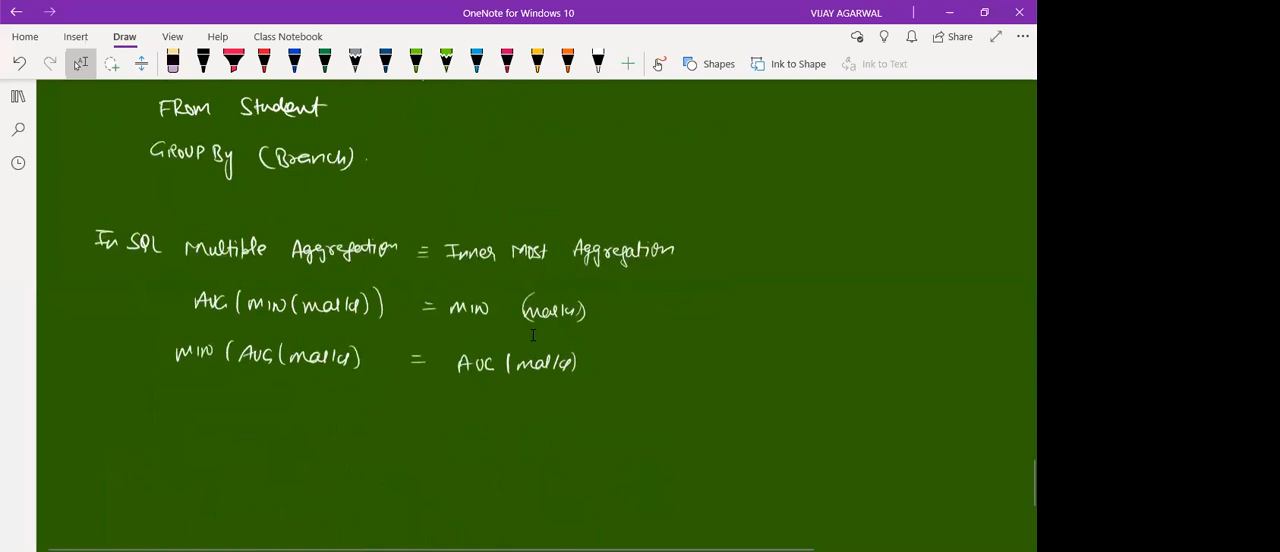 OneNote for Windows 10
VIJAY AGARWAL
Home Insert Draw View Help Class Notebook
Share
Shapes Ink to Shape Ink to Text
FROM Student
GROUP By (Branch).
In SQL Multiple Aggregation ≡ Inner Most Aggregation
AVG (MIN (marks)) = MIN (marks)
MIN (AVG (marks) = AVG (marks)